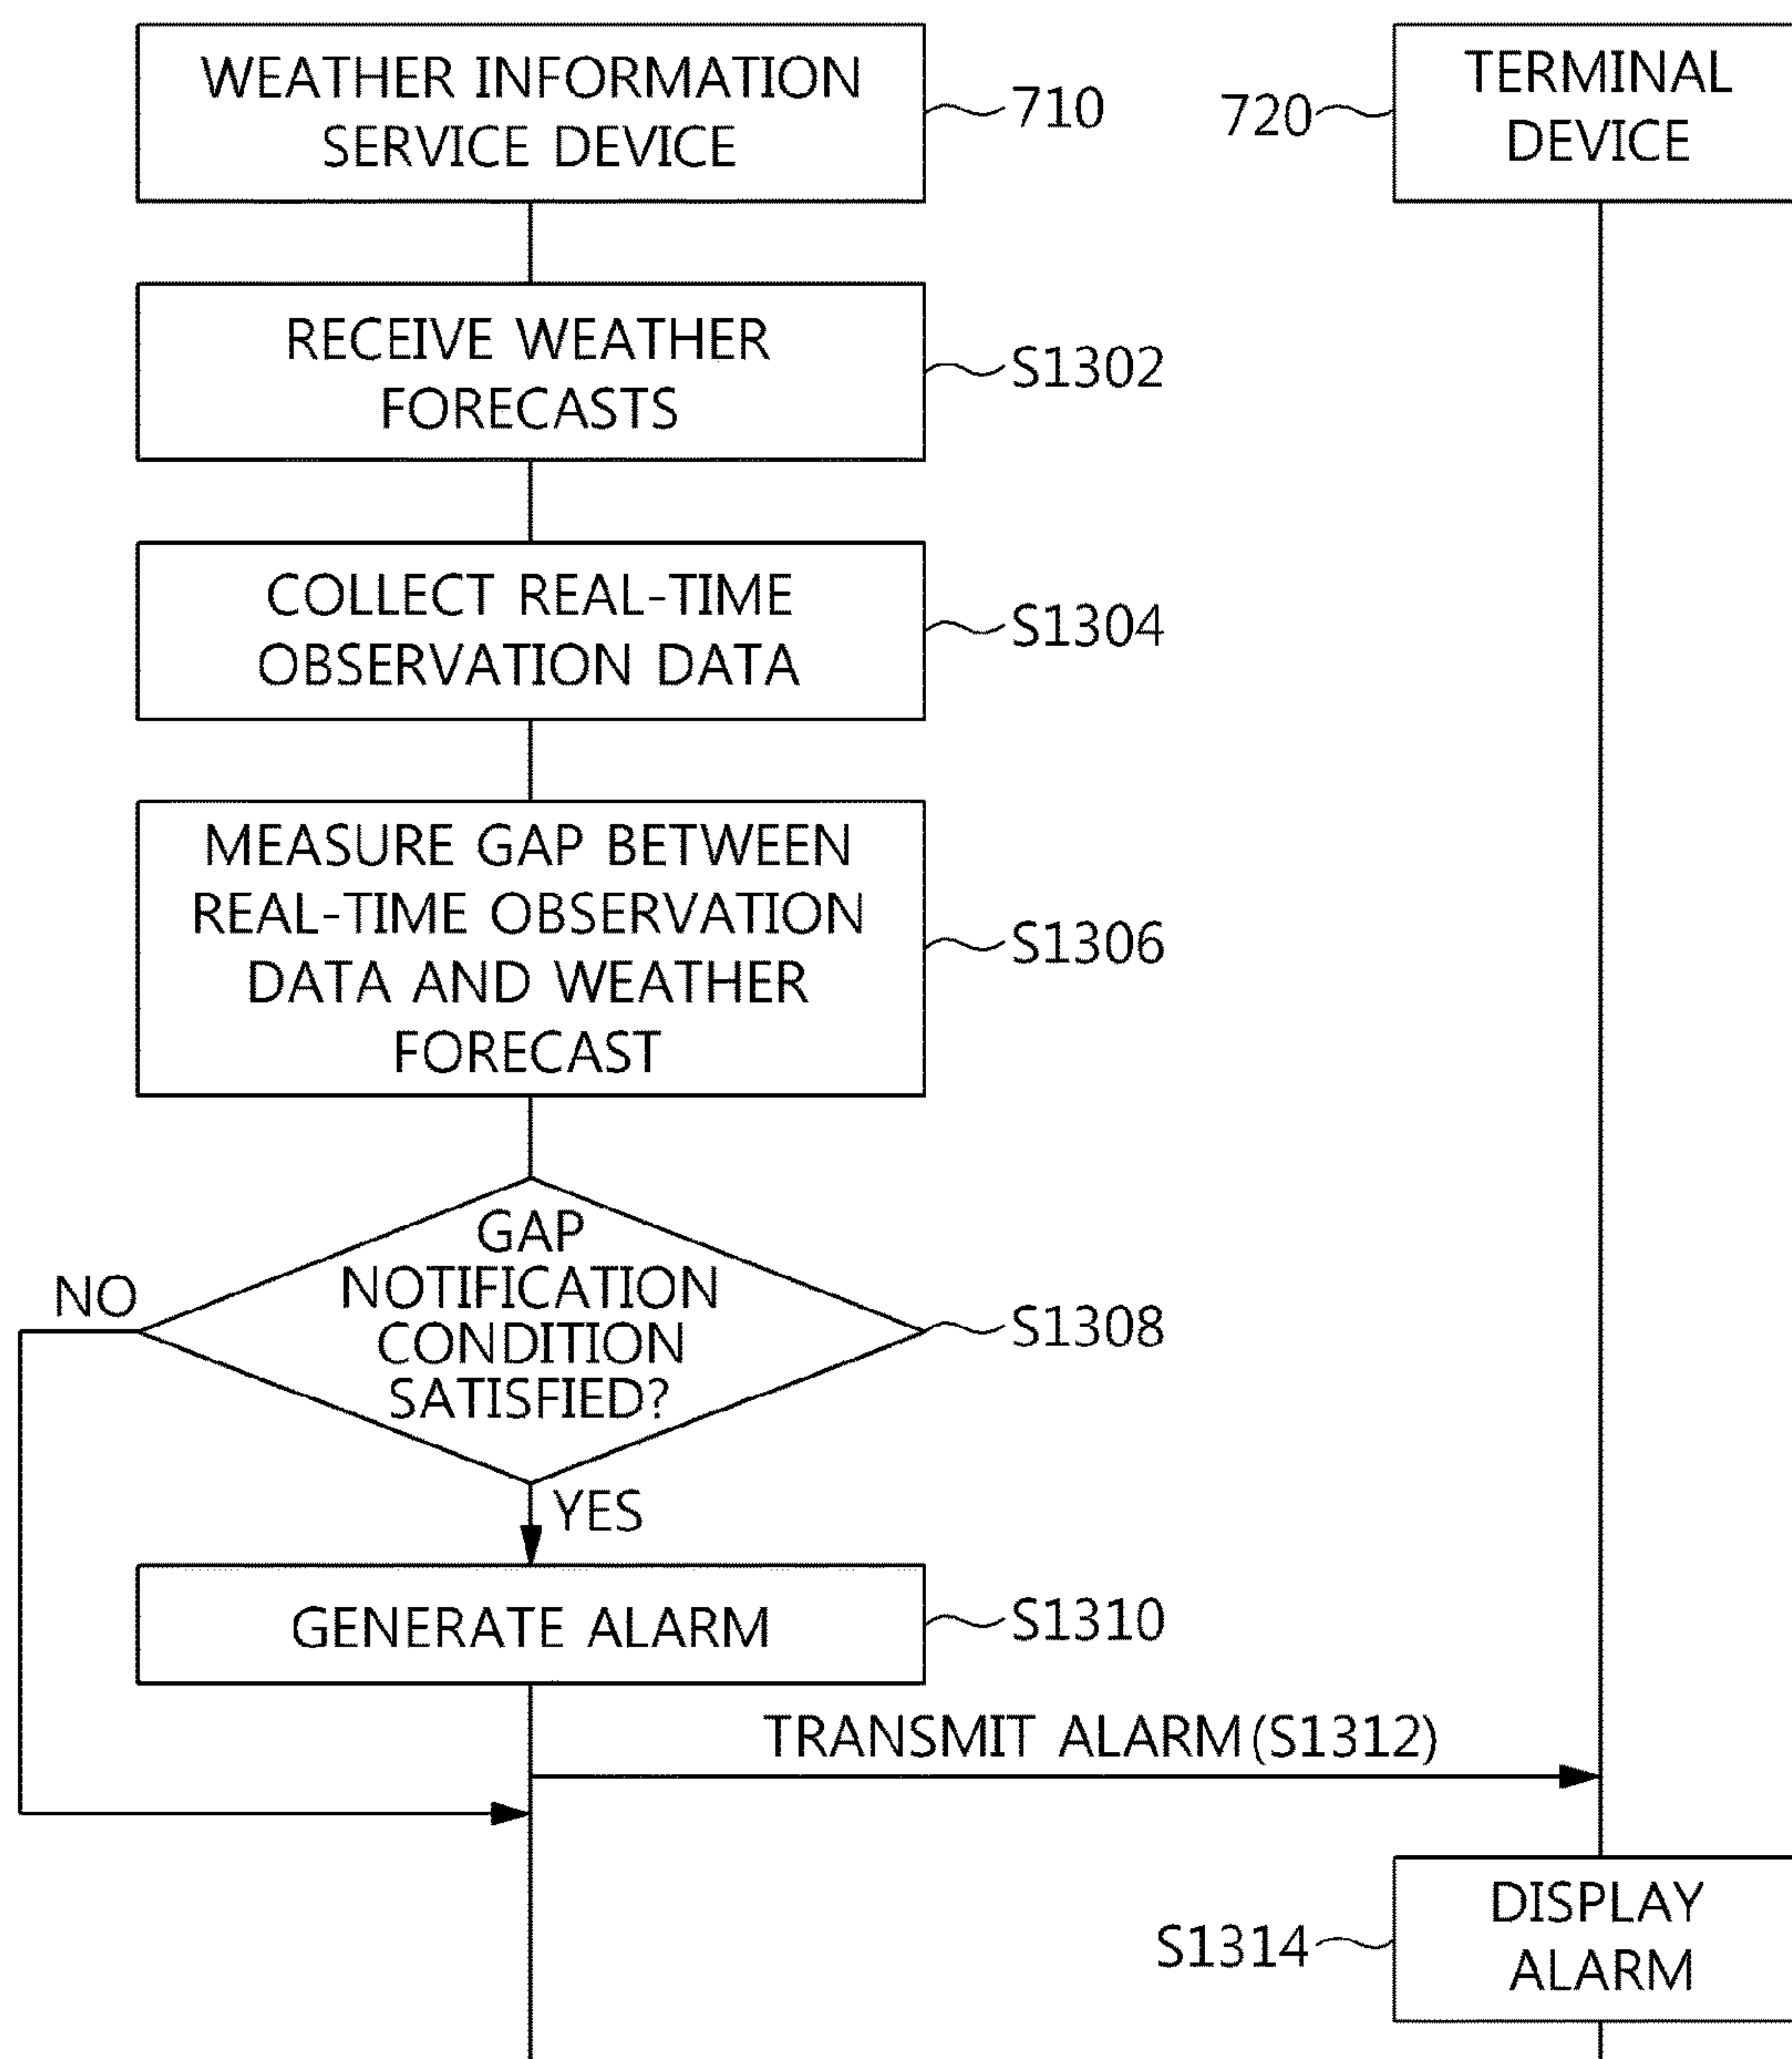 WEATHER INFORMATION
SERVICE DEVICE
710
720
TERMINAL
DEVICE
RECEIVE WEATHER
FORECASTS
S1302
COLLECT REAL-TIME
OBSERVATION DATA
S1304
MEASURE GAP BETWEEN
REAL-TIME OBSERVATION
DATA AND WEATHER
FORECAST
S1306
GAP
NOTIFICATION
CONDITION
SATISFIED?
NO
S1308
YES
GENERATE ALARM
S1310
TRANSMIT ALARM (S1312)
DISPLAY
ALARM
S1314